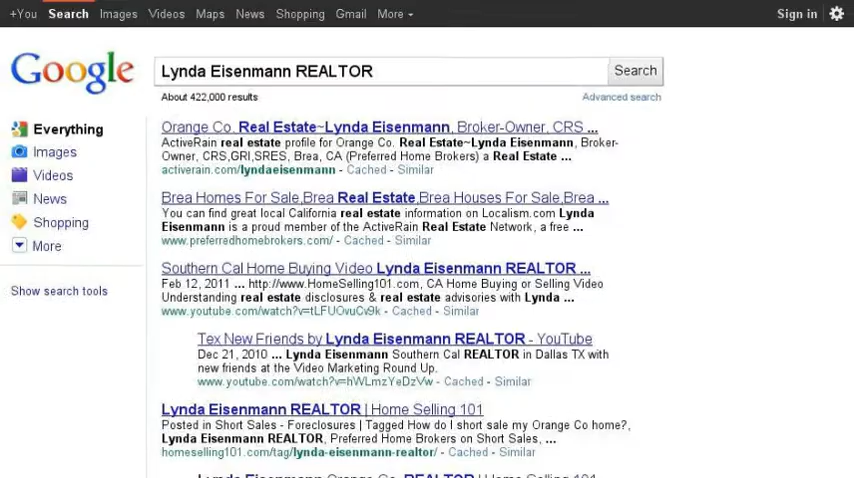 +You Search Images Videos Maps News Shopping Gmail More Sign in
Google
Lynda Eisenmann REALTOR Search
About 422,000 results Advanced search
Everything
Images
Videos
News
Shopping
More
Show search tools
Orange Co. Real Estate~Lynda Eisenmann, Broker-Owner, CRS ...
ActiveRain real estate profile for Orange Co. Real Estate~Lynda Eisenmann, Broker-
Owner, CRS,GRI,SRES, Brea, CA (Preferred Home Brokers) a Real Estate ...
activerain.com/lyndaeisenmann - Cached - Similar
Brea Homes For Sale,Brea Real Estate,Brea Houses For Sale,Brea ...
You can find great local California real estate information on Localism.com Lynda
Eisenmann is a proud member of the ActiveRain Real Estate Network, a free ...
www.preferredhomebrokers.com/ - Cached - Similar
Southern Cal Home Buying Video Lynda Eisenmann REALTOR ...
Feb 12, 2011 ... http://www.HomeSelling101.com, CA Home Buying or Selling Video
Understanding real estate disclosures & real estate advisories with Lynda ...
www.youtube.com/watch?v=tLFUOvuCv9k - Cached - Similar
Tex New Friends by Lynda Eisenmann REALTOR - YouTube
Dec 21, 2010 ... Lynda Eisenmann Southern Cal REALTOR in Dallas TX with
new friends at the Video Marketing Round Up.
www.youtube.com/watch?v=hWLmzYeDzVw - Cached - Similar
Lynda Eisenmann REALTOR | Home Selling 101
Posted in Short Sales - Foreclosures | Tagged How do I short sale my Orange Co home?,
Lynda Eisenmann REALTOR, Preferred Home Brokers on Short Sales, ...
homeselling101.com/tag/lynda-eisenmann-realtor/ - Cached - Similar
Lynda Eisenmann Orange Co. REALTOR | Home Selling 101